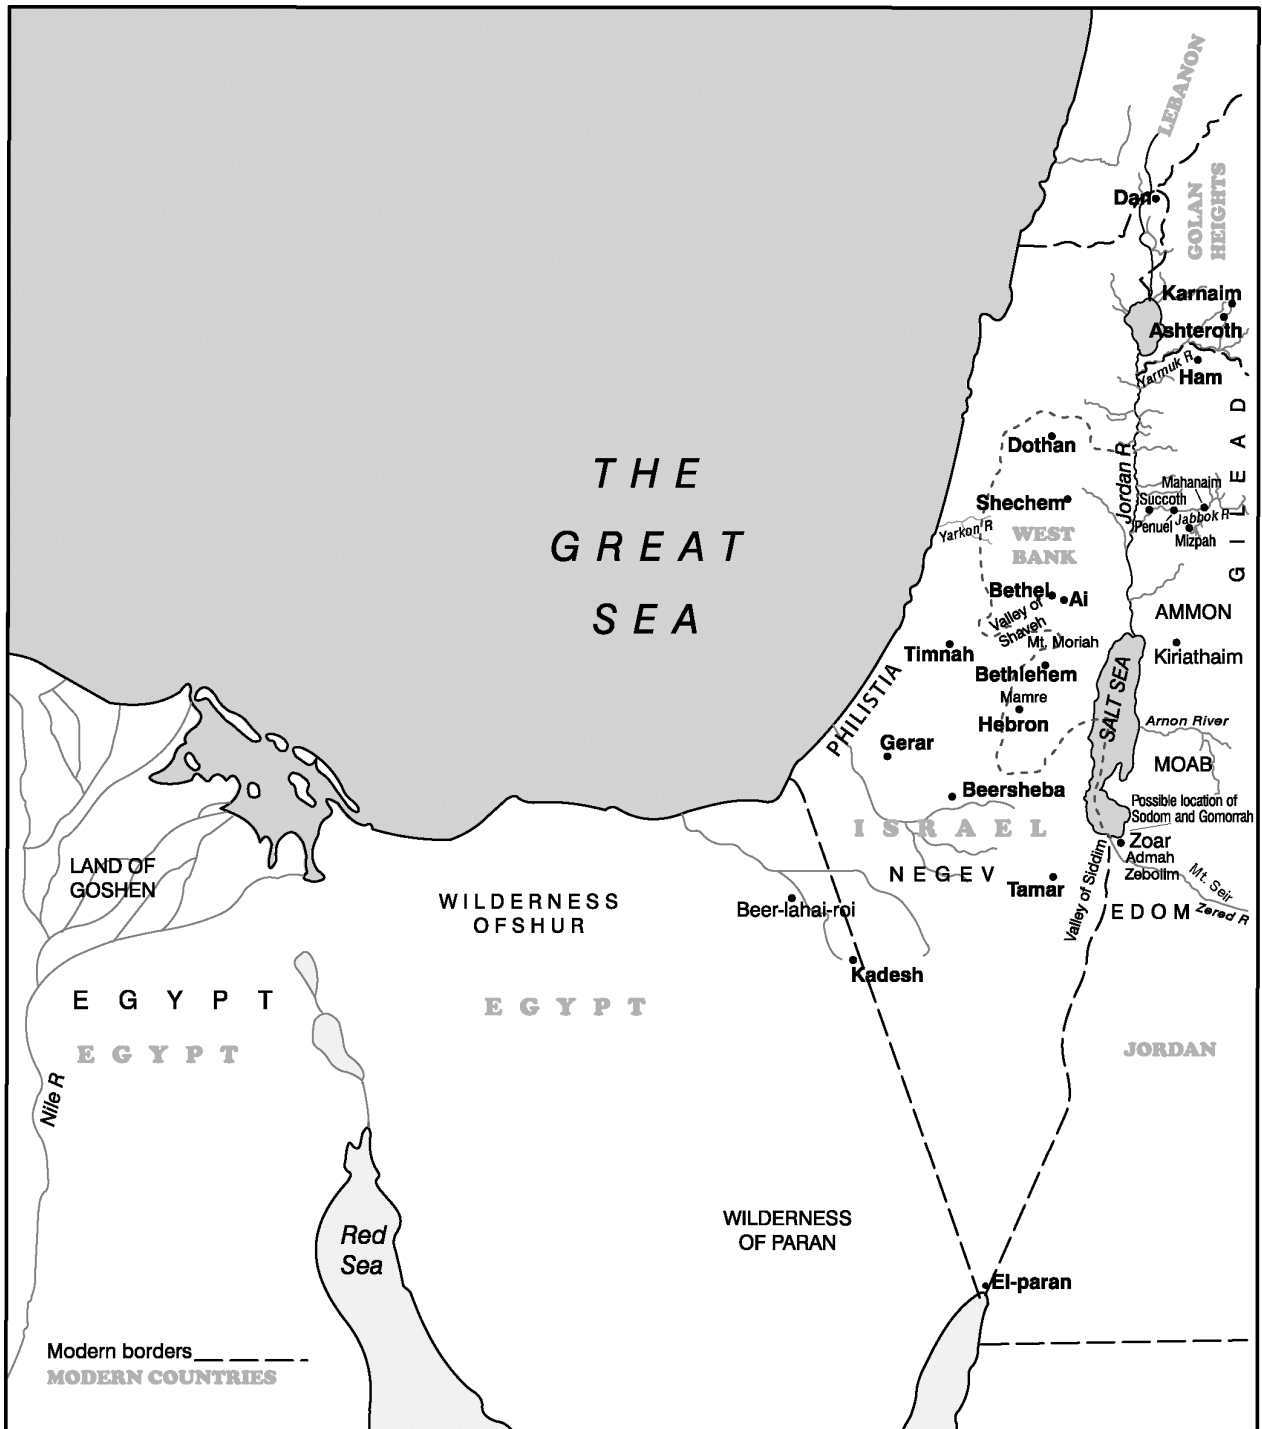 LEBANON
Dan
GOLAN
HEIGHTS
Karnaim
Ashteroth
Yarmuk R
Ham
GILEAD
THE
GREAT
SEA
Dothan
Jordan R
Shechem
Mahanaim
Succoth
Penuel
Jabbok R
Mizpah
Yarkon R
WEST
BANK
Bethel
Ai
Valley of
Shaveh
Mt. Moriah
AMMON
Timnah
Kiriathaim
Bethlehem
Mamre
Hebron
SALT SEA
PHILISTIA
Arnon River
Gerar
MOAB
Beersheba
Possible location of
Sodom and Gomorrah
ISRAEL
Zoar
Admah
Zeboiim
Valley of Siddim
Mt. Seir
Zered R
NEGEV
Tamar
EDOM
LAND OF
GOSHEN
WILDERNESS
OFSHUR
Beer-lahai-roi
Kadesh
EGYPT
EGYPT
EGYPT
JORDAN
Nile R
Red
Sea
WILDERNESS
OF PARAN
El-paran
Modern borders
MODERN COUNTRIES